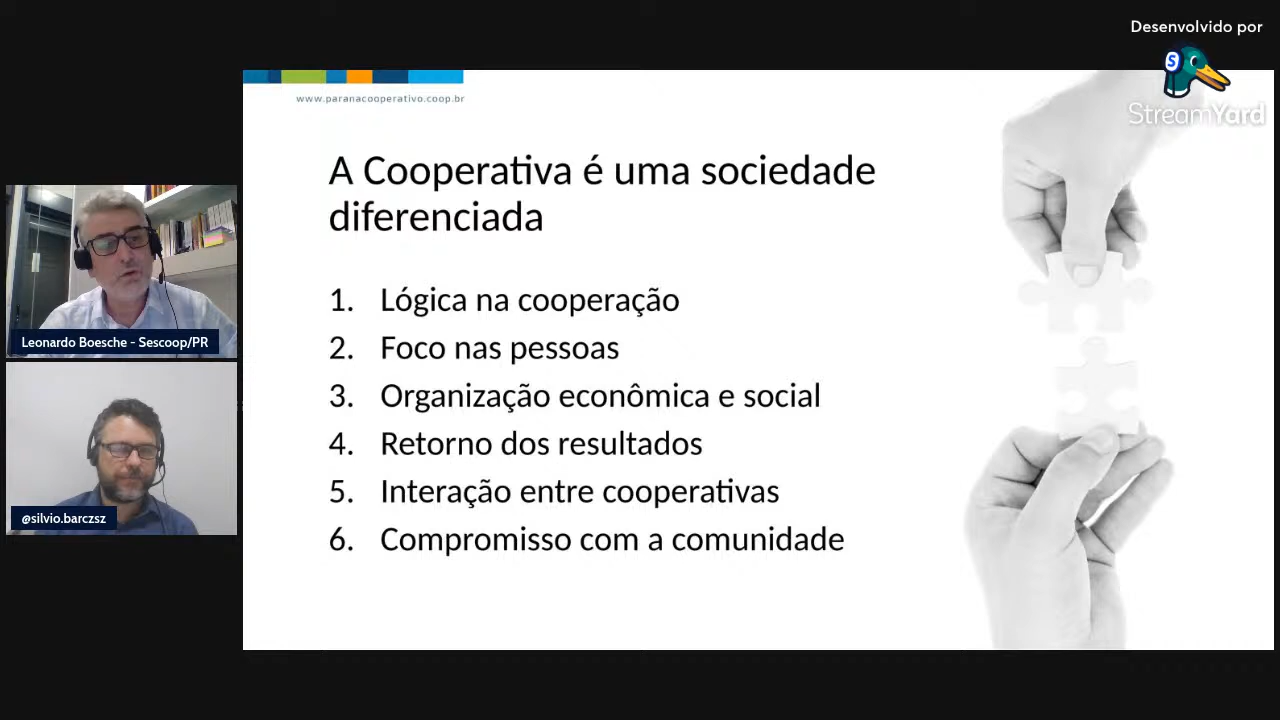 Desenvolvido por
S
StreamYard
www.paranacooperativo.coop.br
A Cooperativa é uma sociedade
diferenciada
1. Lógica na cooperação
2. Foco nas pessoas
3. Organização econômica e social
4. Retorno dos resultados
5. Interação entre cooperativas
6. Compromisso com a comunidade
Leonardo Boesche - Sescoop/PR
@silvio.barczsz